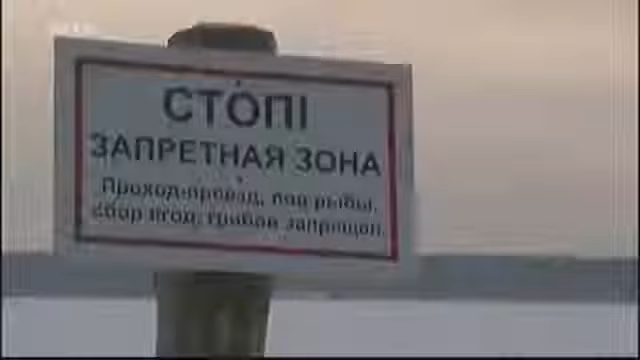 СТОП!
ЗАПРЕТНАЯ ЗОНА
Проход-проезд, лов рыбы,
сбор ягод, грибов запрещен.